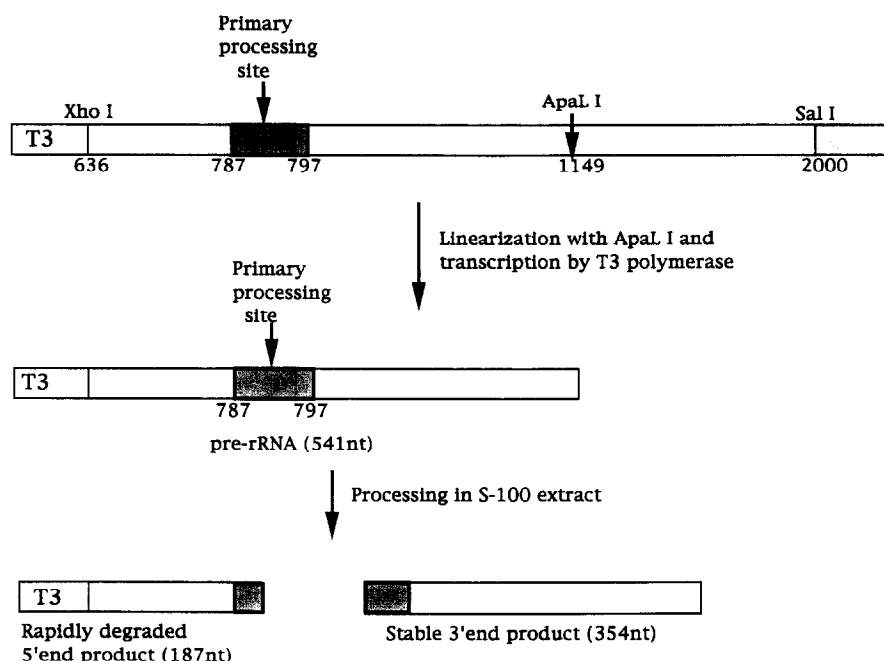 Primary
processing
site
Xho I
ApaL I
Sal I
T3
636
787
797
1149
2000
Linearization with ApaL I and
transcription by T3 polymerase
Primary
processing
site
T3
787
797
pre-rRNA (541nt)
Processing in S-100 extract
T3
Rapidly degraded
5'end product (187nt)
Stable 3'end product (354nt)